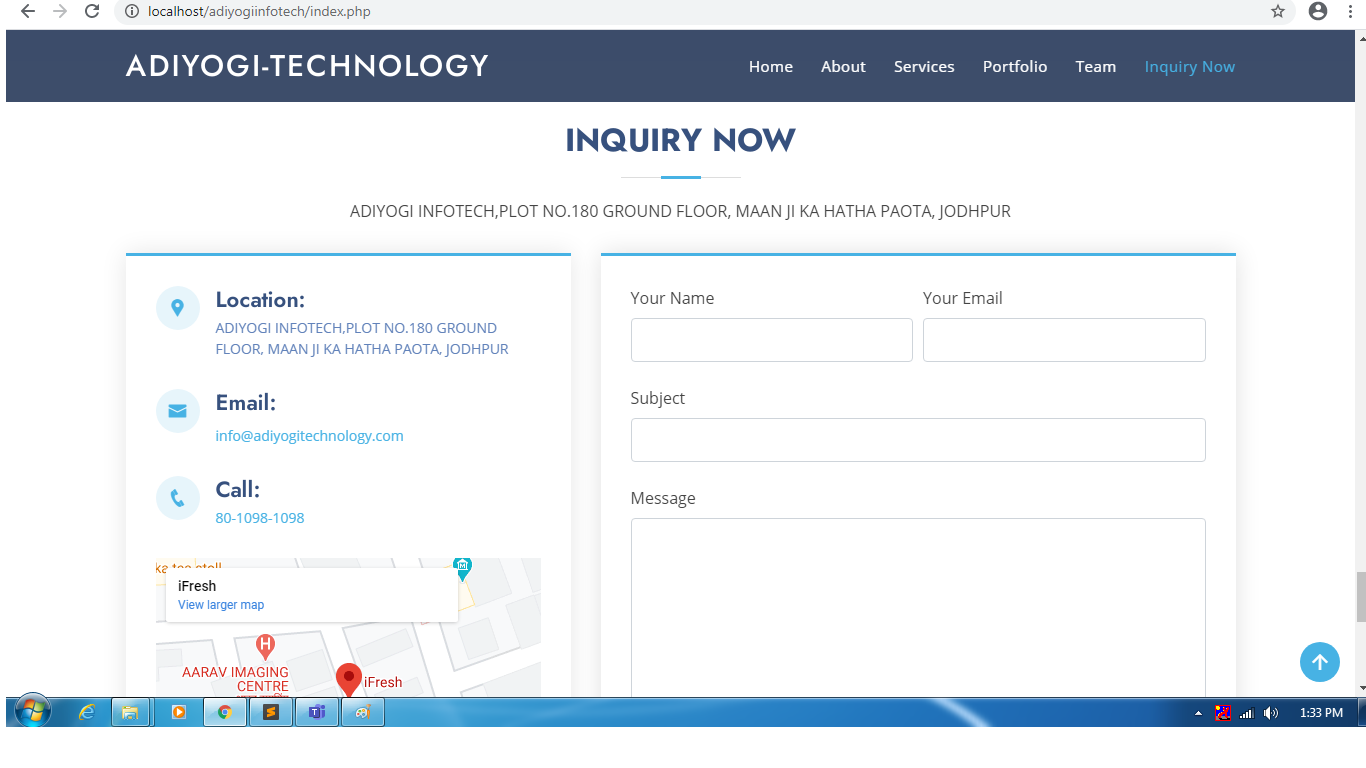 localhost/adiyogiinfotech/index.php
ADIYOGI-TECHNOLOGY
Home About Services Portfolio Team Inquiry Now
INQUIRY NOW
ADIYOGI INFOTECH,PLOT NO.180 GROUND FLOOR, MAAN JI KA HATHA PAOTA, JODHPUR
Location:
ADIYOGI INFOTECH,PLOT NO.180 GROUND
FLOOR, MAAN JI KA HATHA PAOTA, JODHPUR
Email:
info@adiyogitechnology.com
Call:
80-1098-1098
iFresh
View larger map
H
AARAV IMAGING
CENTRE
iFresh
Your Name Your Email
Subject
Message
1:33 PM